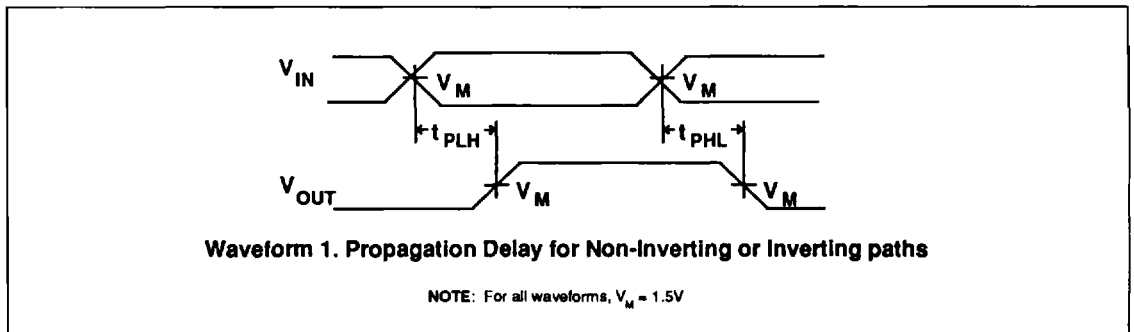 V_IN
V_M
V_M
t_PLH
t_PHL
V_OUT
V_M
V_M
Waveform 1. Propagation Delay for Non-Inverting or Inverting paths
NOTE: For all waveforms, V_M = 1.5V